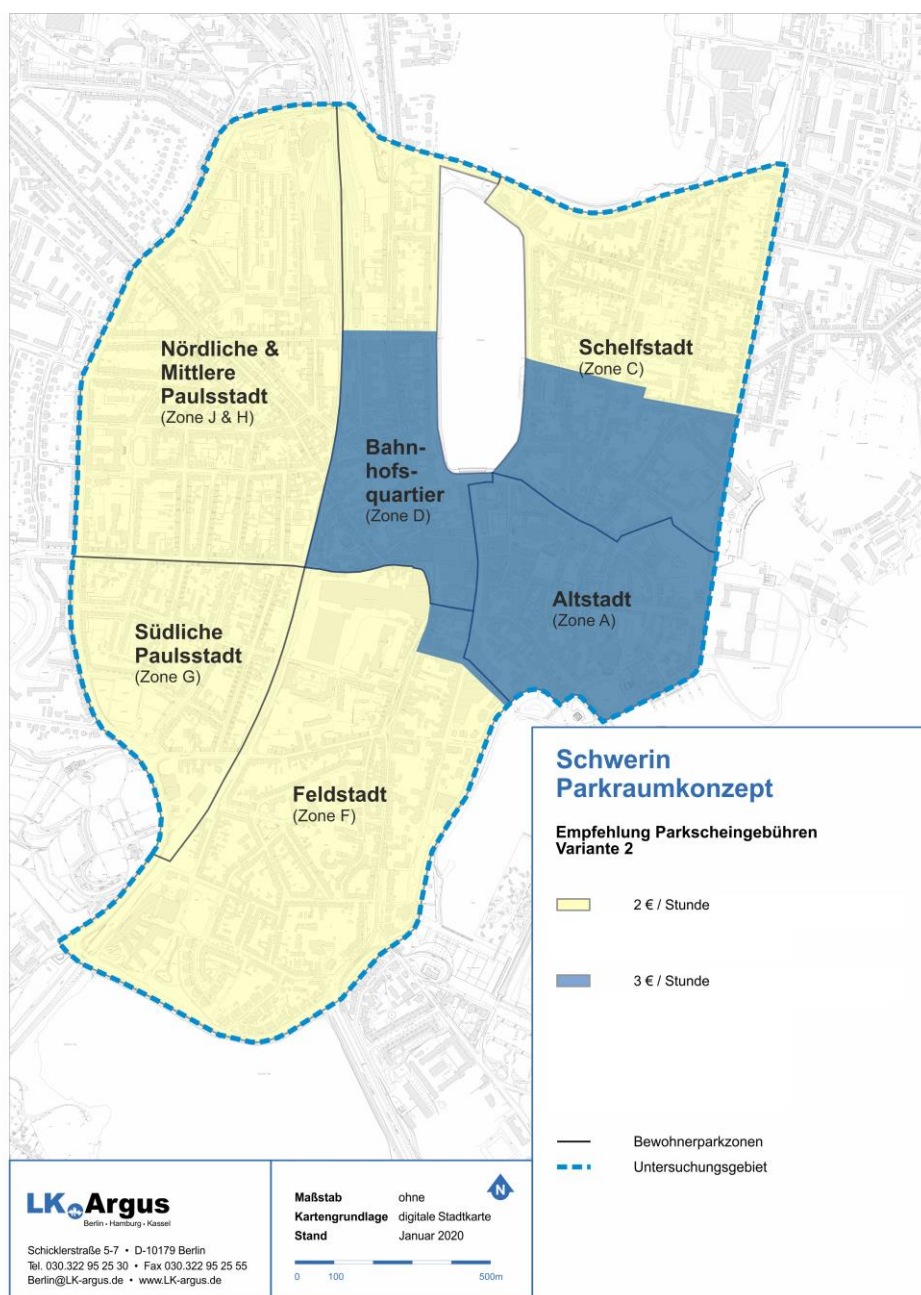 Nördliche &
Mittlere
Paulsstadt
(Zone J & H)
Schelfstadt
(Zone C)
Bahn-
hofs-
quartier
(Zone D)
Altstadt
(Zone A)
Südliche
Paulsstadt
(Zone G)
Feldstadt
(Zone F)
Schwerin
Parkraumkonzept
Empfehlung Parkscheingebühren
Variante 2
2 € / Stunde
3 € / Stunde
Bewohnerparkzonen
Untersuchungsgebiet
LK Argus
Berlin - Hamburg - Kassel
Schicklerstraße 5-7 • D-10179 Berlin
Tel. 030.322 95 25 30 • Fax 030.322 95 25 55
Berlin@LK-argus.de • www.LK-argus.de
Maßstab ohne
Kartengrundlage digitale Stadtkarte
Stand Januar 2020
N
0 100 500m